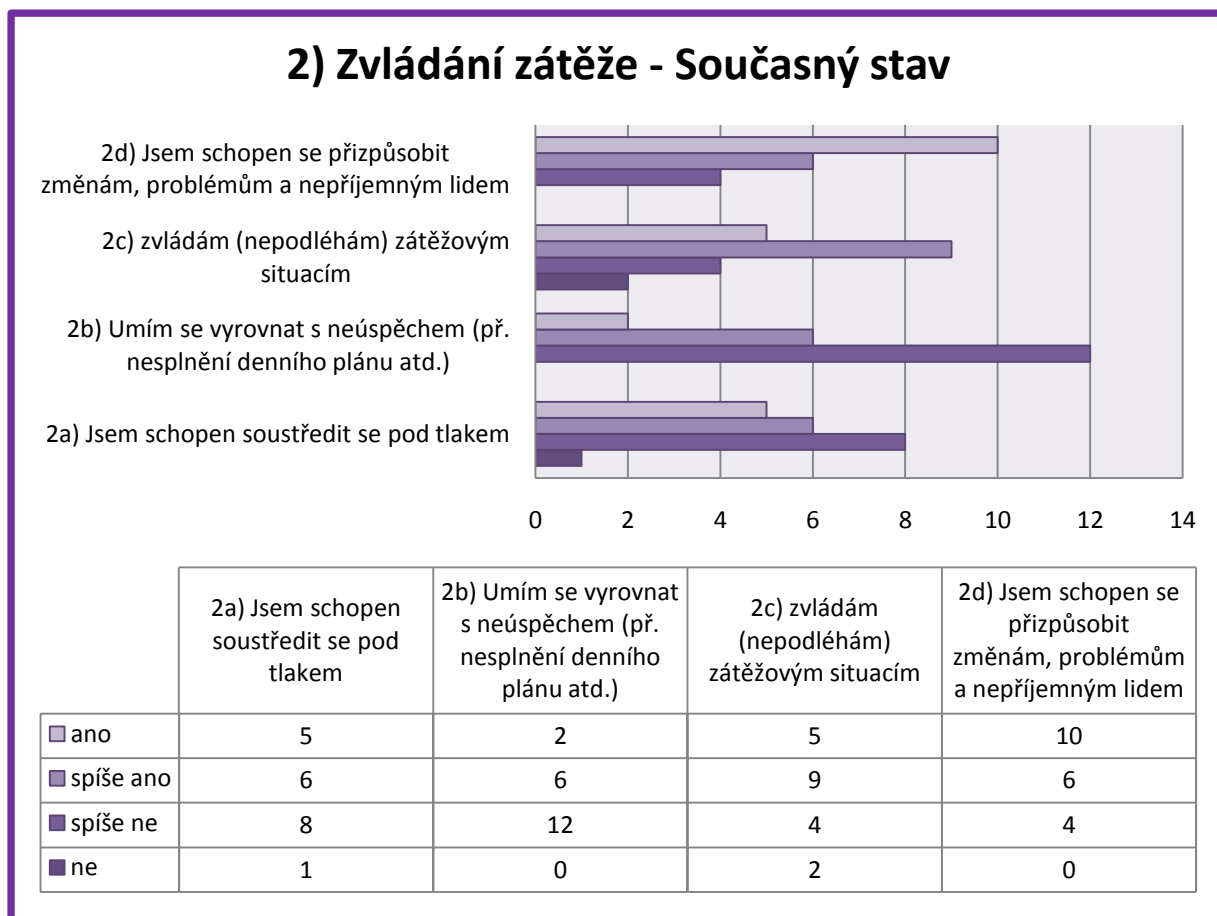 2) Zvládání zátěže - Současný stav
2d) Jsem schopen se přizpůsobit
změnám, problémům a nepříjemným lidem
2c) zvládám (nepodléhám) zátěžovým
situacím
2b) Umím se vyrovnat s neúspěchem (př.
nesplnění denního plánu atd.)
2a) Jsem schopen soustředit se pod tlakem
0 2 4 6 8 10 12 14
2a) Jsem schopen
soustředit se pod
tlakem
2b) Umím se vyrovnat
s neúspěchem (př.
nesplnění denního
plánu atd.)
2c) zvládám
(nepodléhám)
zátěžovým situacím
2d) Jsem schopen se
přizpůsobit
změnám, problémům
a nepříjemným lidem
ano 5 2 5 10
spíše ano 6 6 9 6
spíše ne 8 12 4 4
ne 1 0 2 0